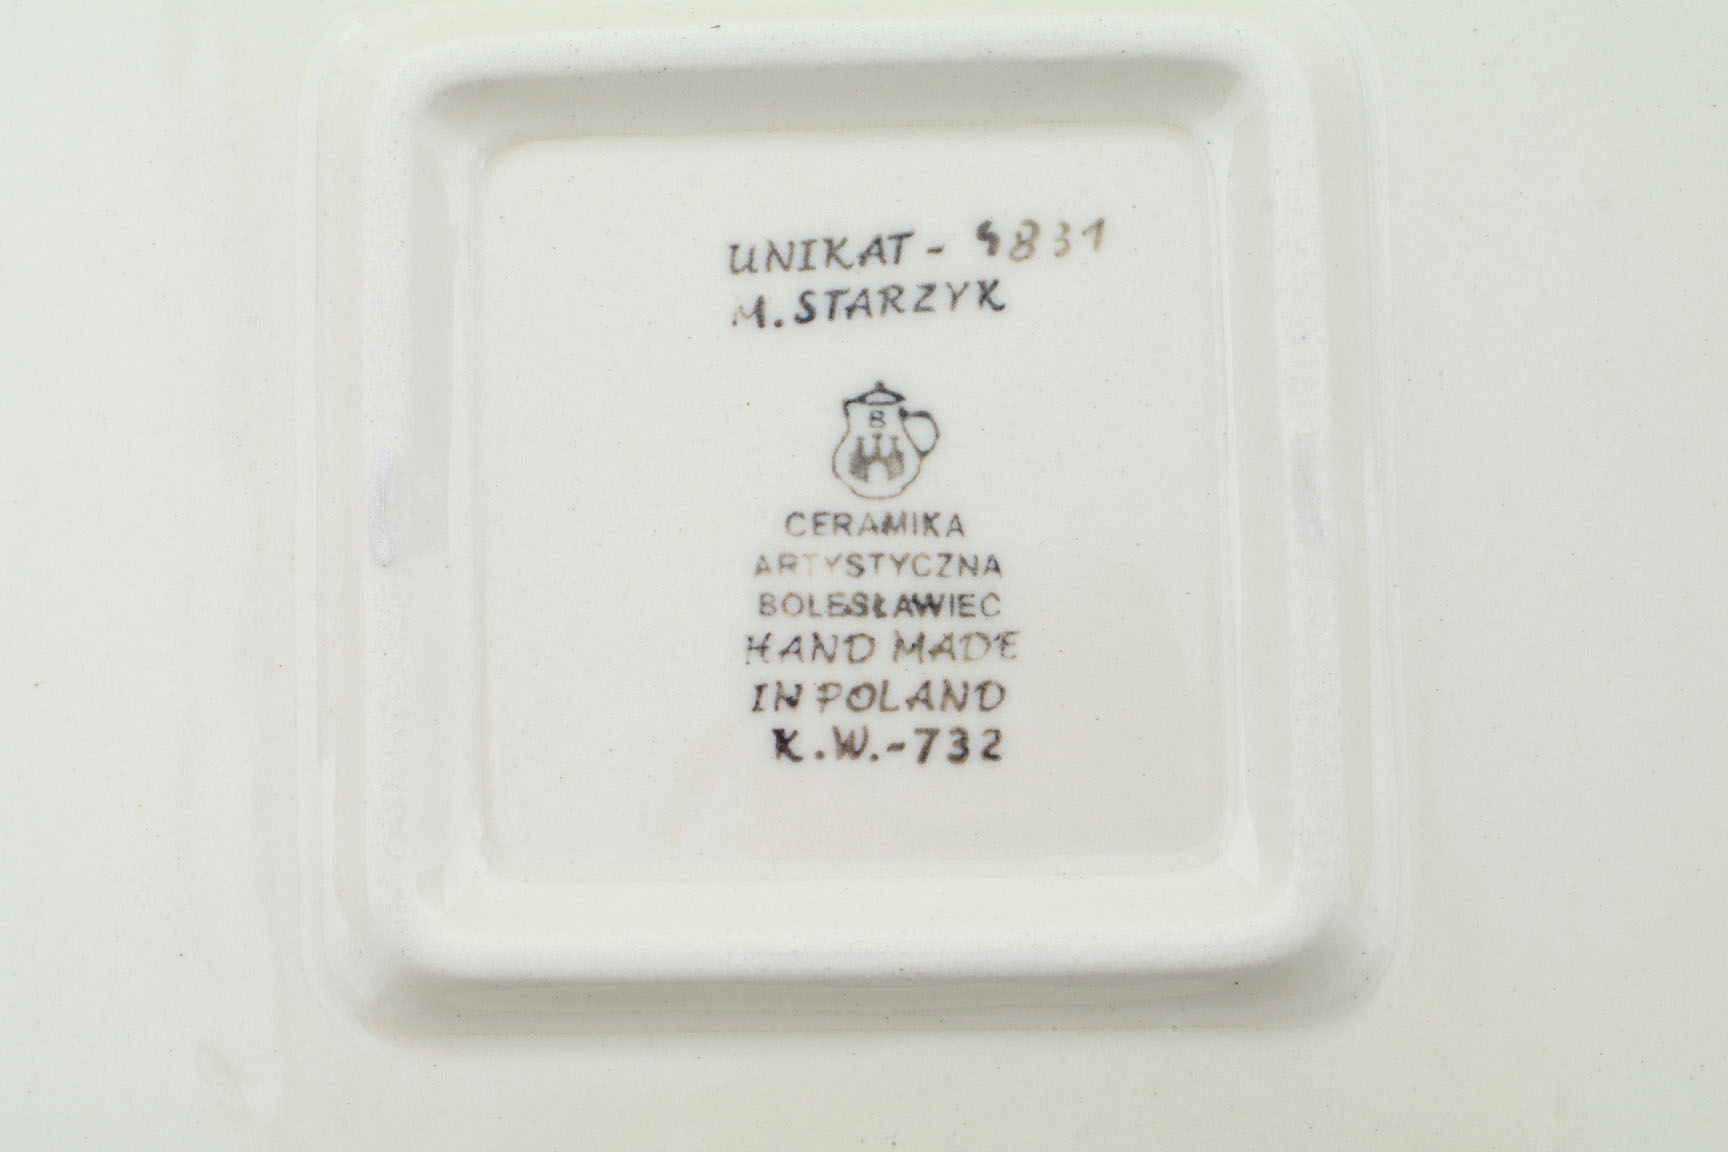 UNIKAT - 4831
M. STARZYK
B
CERAMIKA
ARTYSTYCZNA
BOLESŁAWIEC
HAND MADE
IN POLAND
K.W.-732